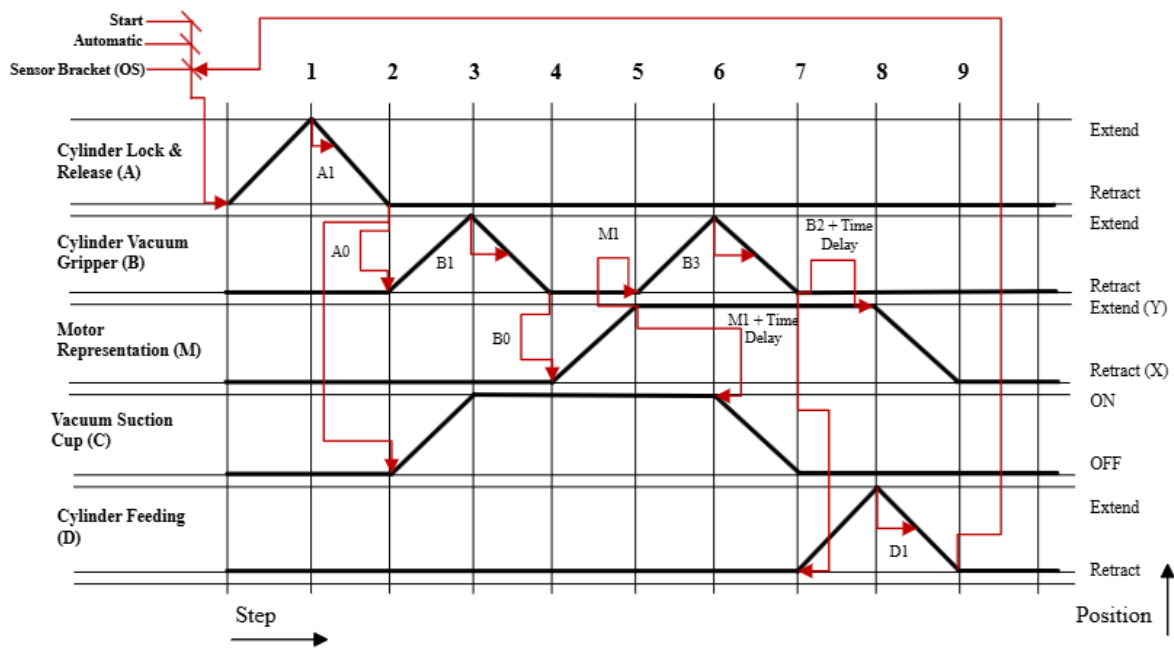 Start
Automatic
Sensor Bracket (OS)
1 2 3 4 5 6 7 8 9
Cylinder Lock &
Release (A)
Extend
A1
Retract
Cylinder Vacuum
Gripper (B)
Extend
A0
B1
M1
B3
B2 + Time
Delay
Retract
Motor
Representation (M)
Extend (Y)
B0
M1 + Time
Delay
Retract (X)
Vacuum Suction
Cup (C)
ON
OFF
Cylinder Feeding
(D)
Extend
D1
Retract
Step
Position